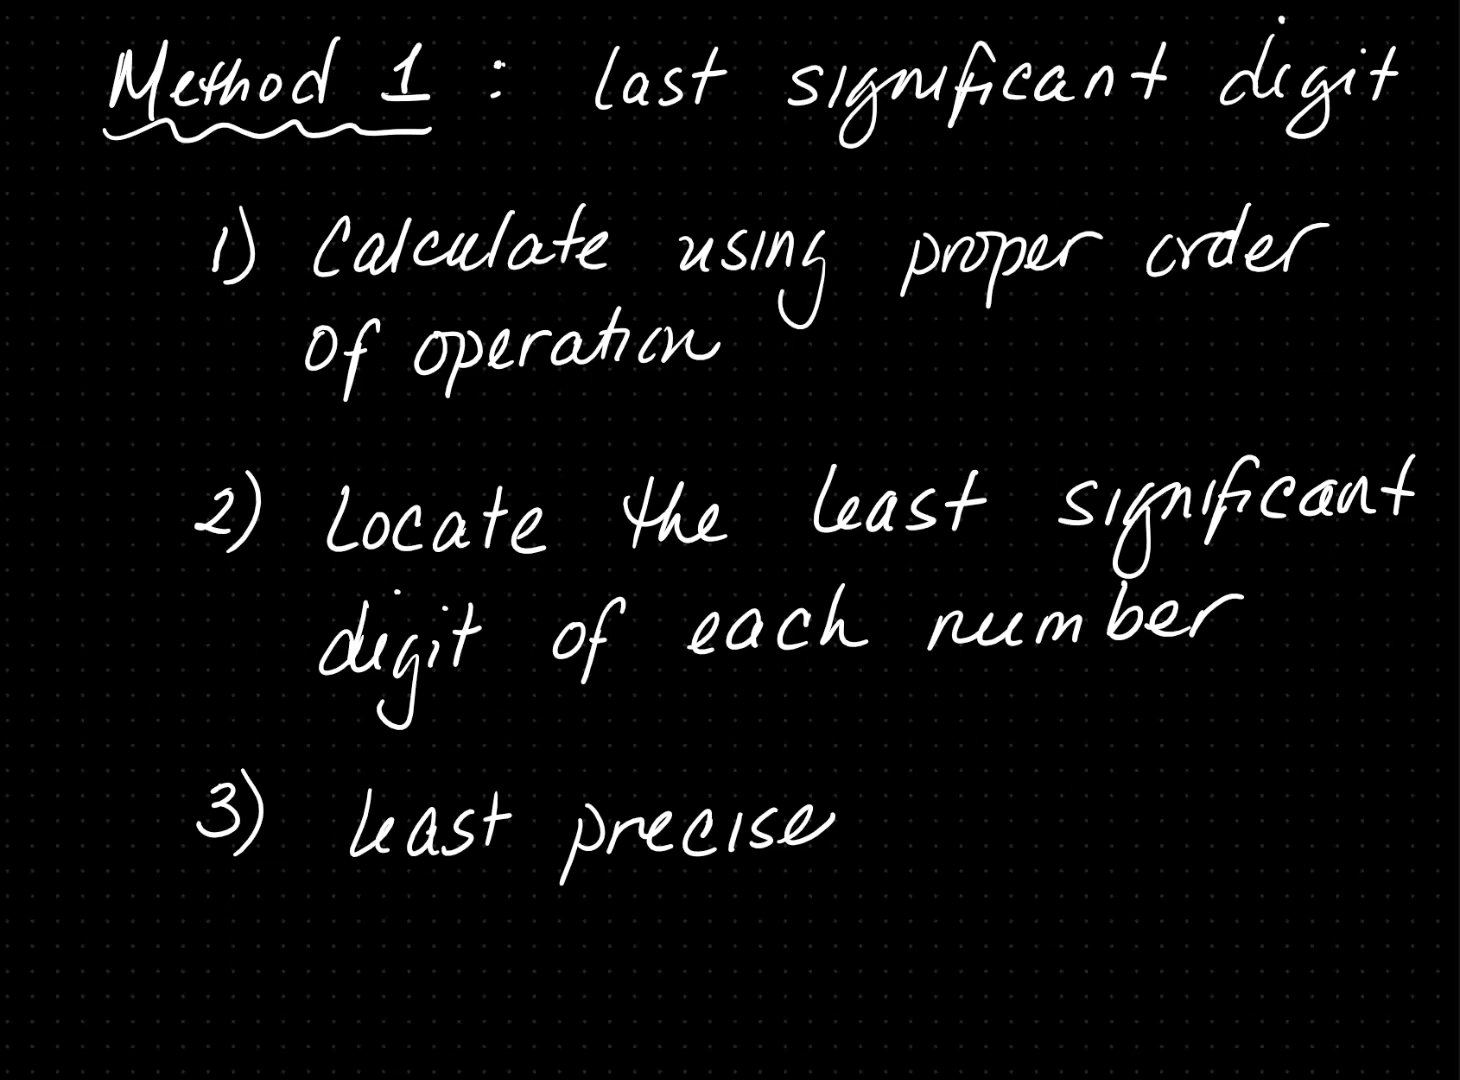 Method 1 : last significant digit
1) Calculate using proper order
of operation
2) Locate the least significant
digit of each number
3) least precise